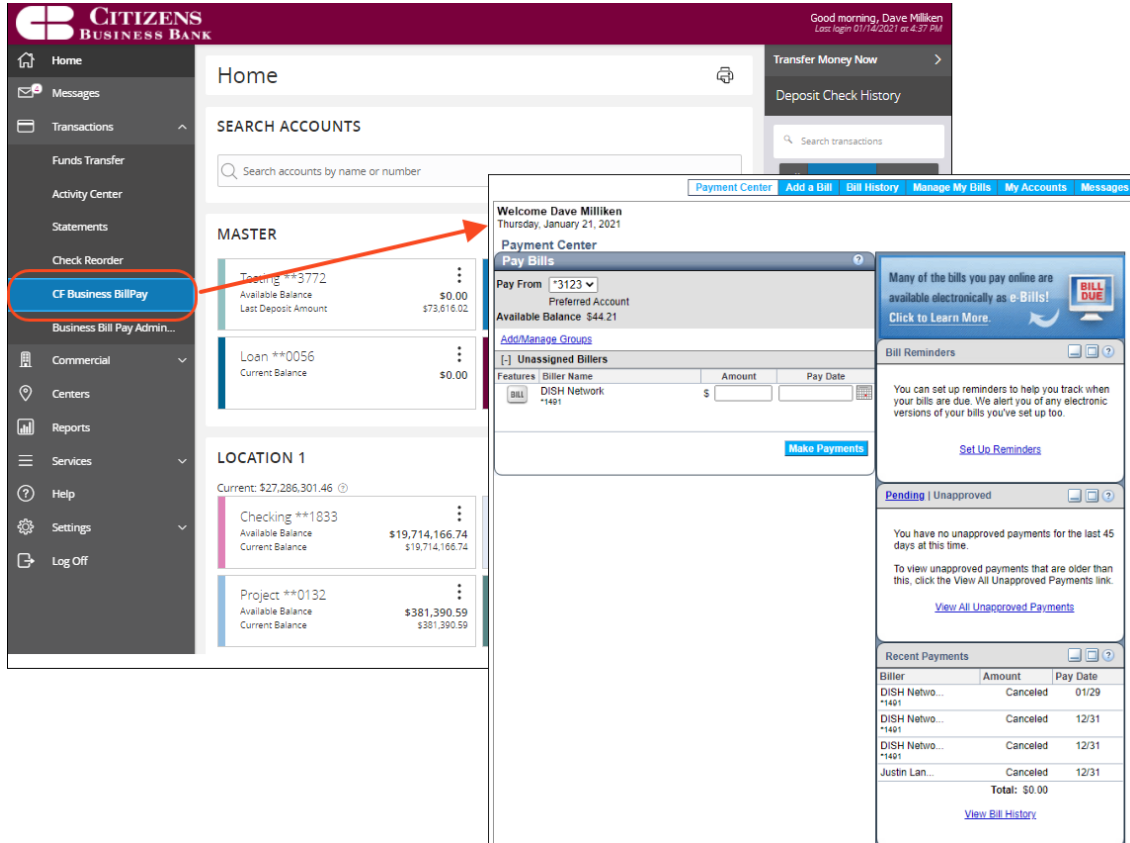 CITIZENS
BUSINESS BANK
Good morning, Dave Milliken
Last login 01/14/2021 at 4:37 PM
Home
Messages
Transactions
Funds Transfer
Activity Center
Statements
Check Reorder
CF Business BillPay
Business Bill Pay Admin...
Commercial
Centers
Reports
Services
Help
Settings
Log Off
Home
SEARCH ACCOUNTS
Search accounts by name or number
MASTER
Testing **3772
Available Balance $0.00
Last Deposit Amount $73,616.02
Loan **0056
Current Balance $0.00
LOCATION 1
Current: $27,286,301.46
Checking **1833
Available Balance $19,714,166.74
Current Balance $19,714,166.74
Project **0132
Available Balance $381,390.59
Current Balance $381,390.59
Transfer Money Now
Deposit Check History
Search transactions
Payment Center Add a Bill Bill History Manage My Bills My Accounts Messages
Welcome Dave Milliken
Thursday, January 21, 2021
Payment Center
Pay Bills ?
Pay From *3123
Preferred Account
Available Balance $44.21
Add/Manage Groups
[-] Unassigned Billers
Features Biller Name Amount Pay Date
BILL DISH Network $
*1491
Make Payments
Many of the bills you pay online are
available electronically as e-Bills!
Click to Learn More.
BILL
DUE
Bill Reminders ?
You can set up reminders to help you track when
your bills are due. We alert you of any electronic
versions of your bills you've set up too.
Set Up Reminders
Pending | Unapproved ?
You have no unapproved payments for the last 45
days at this time.
To view unapproved payments that are older than
this, click the View All Unapproved Payments link.
View All Unapproved Payments
Recent Payments ?
Biller Amount Pay Date
DISH Netwo... Canceled 01/29
*1491
DISH Netwo... Canceled 12/31
*1491
DISH Netwo... Canceled 12/31
*1491
Justin Lan... Canceled 12/31
Total: $0.00
View Bill History